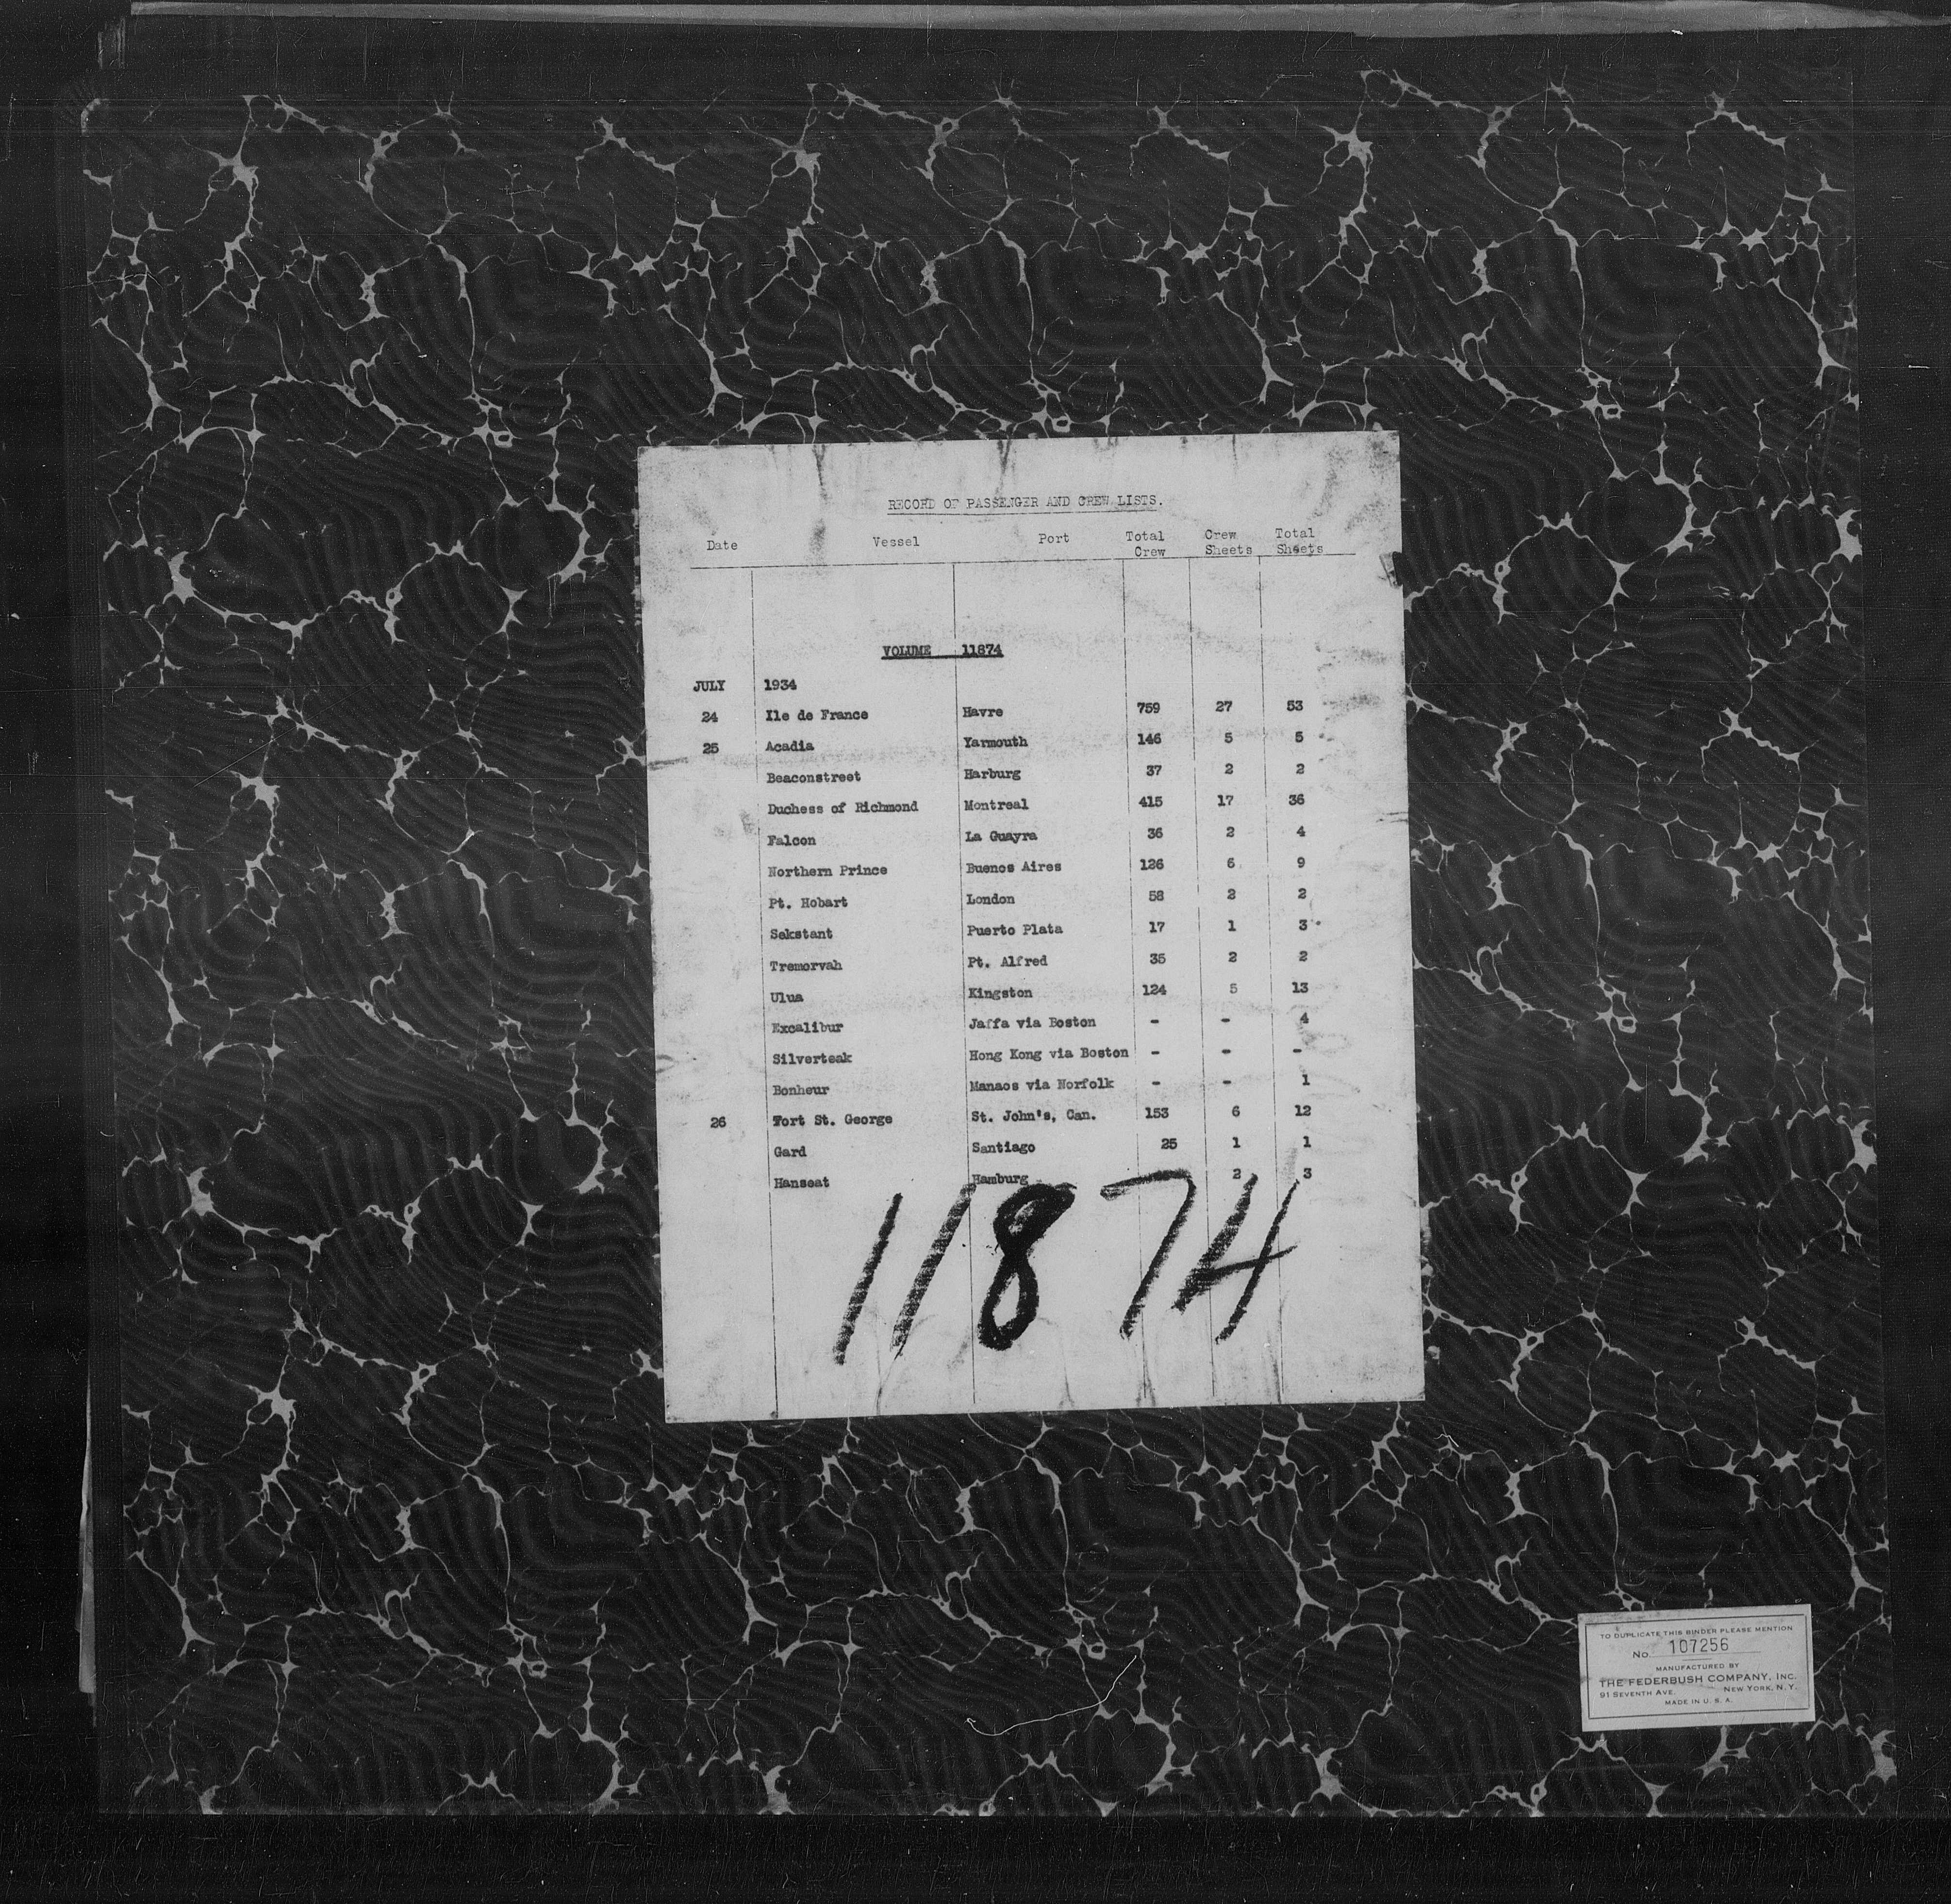 RECORD OF PASSENGER AND CREW LISTS.
Date Vessel Port Total Crew Crew Sheets Total Sheets
VOLUME 11874
JULY 1934
24 Ile de France Havre 759 27 53
25 Acadia Yarmouth 146 5 5
Beaconstreet Harburg 37 2 2
Duchess of Richmond Montreal 415 17 36
Falcon La Guayra 36 2 4
Northern Prince Buenos Aires 126 6 9
Pt. Hobart London 58 2 2
Sekstant Puerto Plata 17 1 3
Tremorvah Pt. Alfred 35 2 2
Ulua Kingston 124 5 13
Excalibur Jaffa via Boston - - 4
Silverteak Hong Kong via Boston - - -
Bonheur Manaos via Norfolk - - 1
26 Fort St. George St. John's, Can. 153 6 12
Gard Santiago 25 1 1
Hanseat Hamburg 2 3
11874
TO DUPLICATE THIS BINDER PLEASE MENTION
No. 107256
MANUFACTURED BY
THE FEDERBUSH COMPANY, INC.
91 SEVENTH AVE. NEW YORK, N.Y.
MADE IN U. S. A.